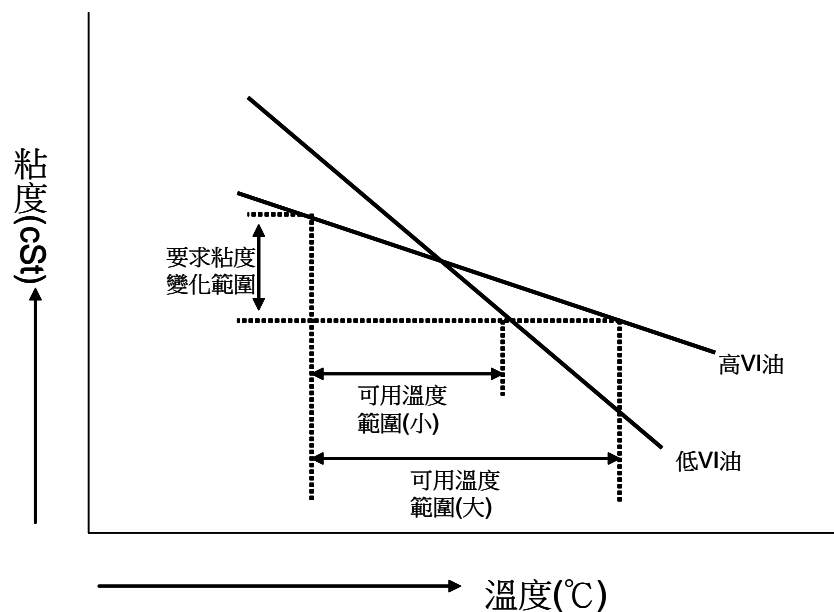 粘度(cSt)
要求粘度
變化範圍
高VI油
可用溫度
範圍(小)
低VI油
可用溫度
範圍(大)
溫度(℃)